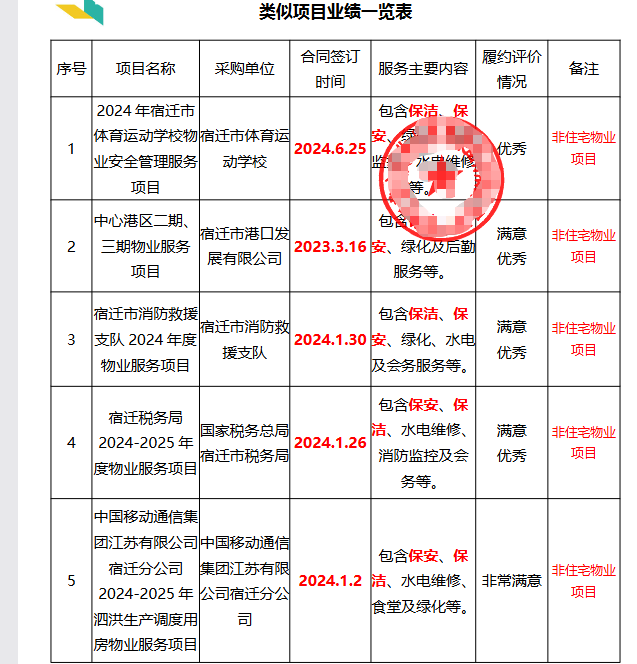 类似项目业绩一览表
序号
项目名称
采购单位
合同签订
时间
服务主要内容
履约评价
情况
备注
1
2024 年宿迁市
体育运动学校物
业安全管理服务
项目
宿迁市体育运
动学校
2024.6.25
包含保洁、保
安、
水电维修
等。
优秀
非住宅物业
项目
2
中心港区二期、
三期物业服务
项目
宿迁市港口发
展有限公司
2023.3.16
包含
安、绿化及后勤
服务等。
满意
优秀
非住宅物业
项目
3
宿迁市消防救援
支队 2024 年度
物业服务项目
宿迁市消防救
援支队
2024.1.30
包含保洁、保
安、绿化、水电
及会务服务等。
满意
优秀
非住宅物业
项目
4
宿迁税务局
2024-2025 年
度物业服务项目
国家税务总局
宿迁市税务局
2024.1.26
包含保安、保
洁、水电维修、
消防监控及会
务等。
满意
优秀
非住宅物业
项目
5
中国移动通信集
团江苏有限公司
宿迁分公司
2024-2025 年
泗洪生产调度用
房物业服务项目
中国移动通信
集团江苏有限
公司宿迁分公
司
2024.1.2
包含保安、保
洁、水电维修、
食堂及绿化等。
非常满意
非住宅物业
项目